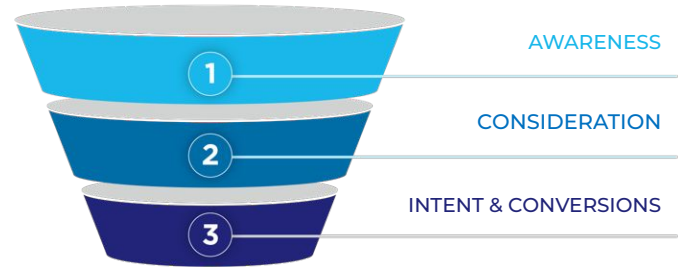 1
AWARENESS
2
CONSIDERATION
3
INTENT & CONVERSIONS